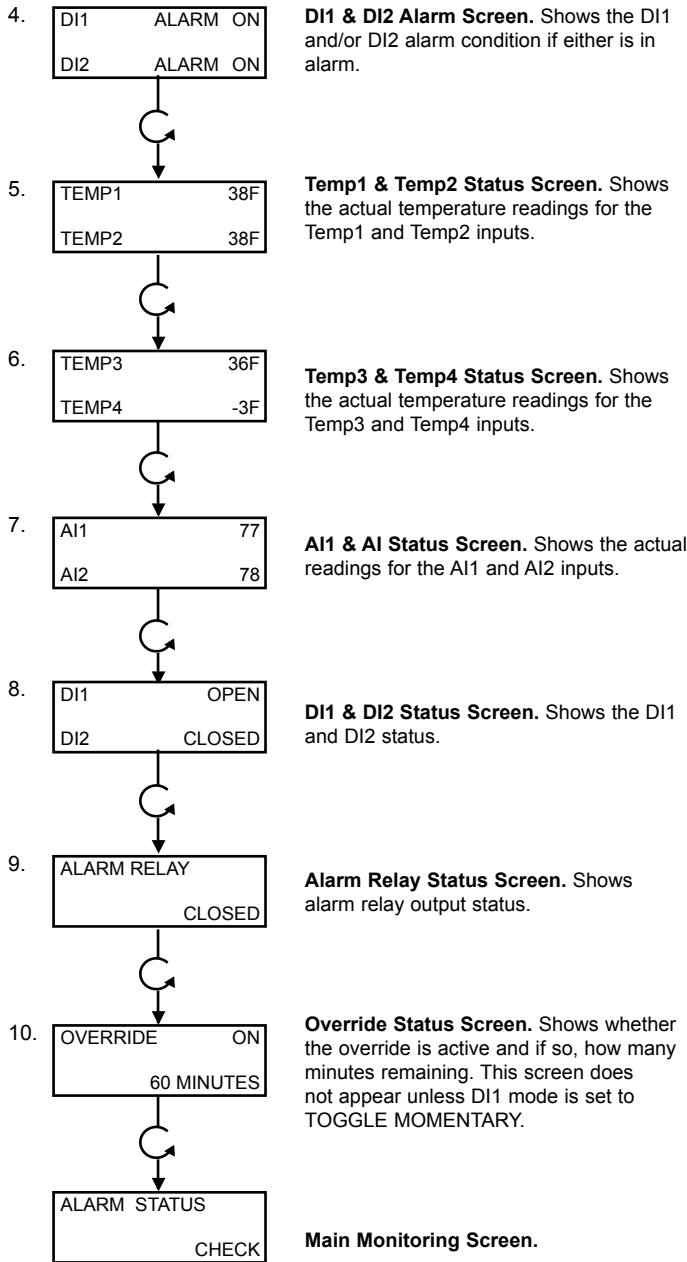 4.
DI1 ALARM ON
DI2 ALARM ON
DI1 & DI2 Alarm Screen. Shows the DI1
and/or DI2 alarm condition if either is in
alarm.
5.
TEMP1 38F
TEMP2 38F
Temp1 & Temp2 Status Screen. Shows
the actual temperature readings for the
Temp1 and Temp2 inputs.
6.
TEMP3 36F
TEMP4 -3F
Temp3 & Temp4 Status Screen. Shows
the actual temperature readings for the
Temp3 and Temp4 inputs.
7.
AI1 77
AI2 78
AI1 & AI Status Screen. Shows the actual
readings for the AI1 and AI2 inputs.
8.
DI1 OPEN
DI2 CLOSED
DI1 & DI2 Status Screen. Shows the DI1
and DI2 status.
9.
ALARM RELAY
CLOSED
Alarm Relay Status Screen. Shows
alarm relay output status.
10.
OVERRIDE ON
60 MINUTES
Override Status Screen. Shows whether
the override is active and if so, how many
minutes remaining. This screen does
not appear unless DI1 mode is set to
TOGGLE MOMENTARY.
ALARM STATUS
CHECK
Main Monitoring Screen.